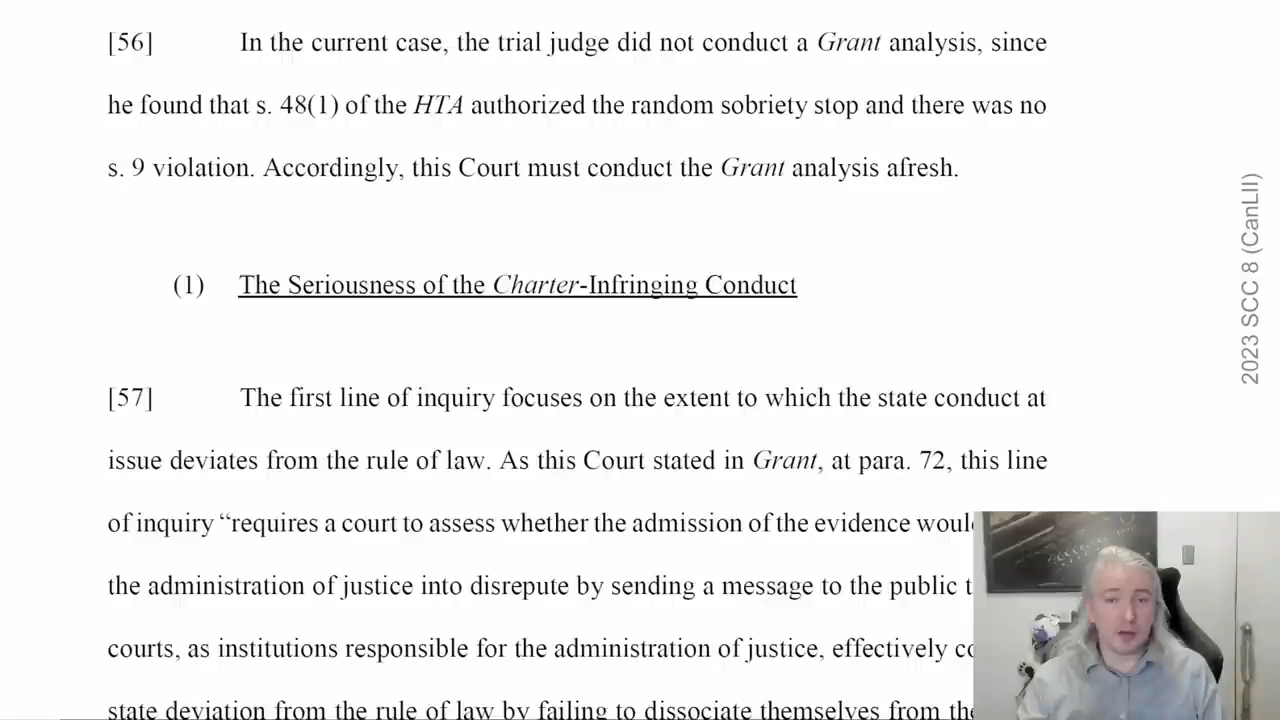 [56] In the current case, the trial judge did not conduct a Grant analysis, since
he found that s. 48(1) of the HTA authorized the random sobriety stop and there was no
s. 9 violation. Accordingly, this Court must conduct the Grant analysis afresh.
(1) The Seriousness of the Charter-Infringing Conduct
[57] The first line of inquiry focuses on the extent to which the state conduct at
issue deviates from the rule of law. As this Court stated in Grant, at para. 72, this line
of inquiry “requires a court to assess whether the admission of the evidence
the administration of justice into disrepute by sending a message to the public
courts, as institutions responsible for the administration of justice, effectively
state deviation from the rule of law by failing to dissociate themselves from the
2023 SCC 8 (CanLII)